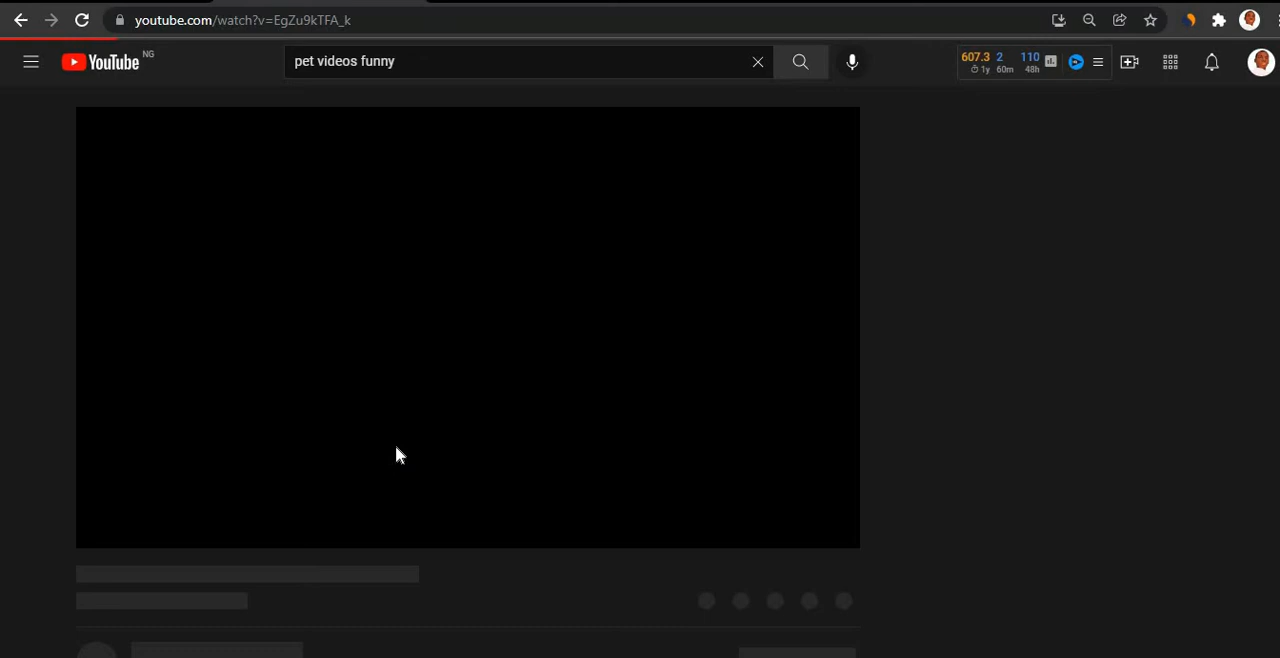 youtube.com/watch?v=EgZu9kTFA_k
YouTube NG
pet videos funny
607.3 2 110
1y 60m 48h